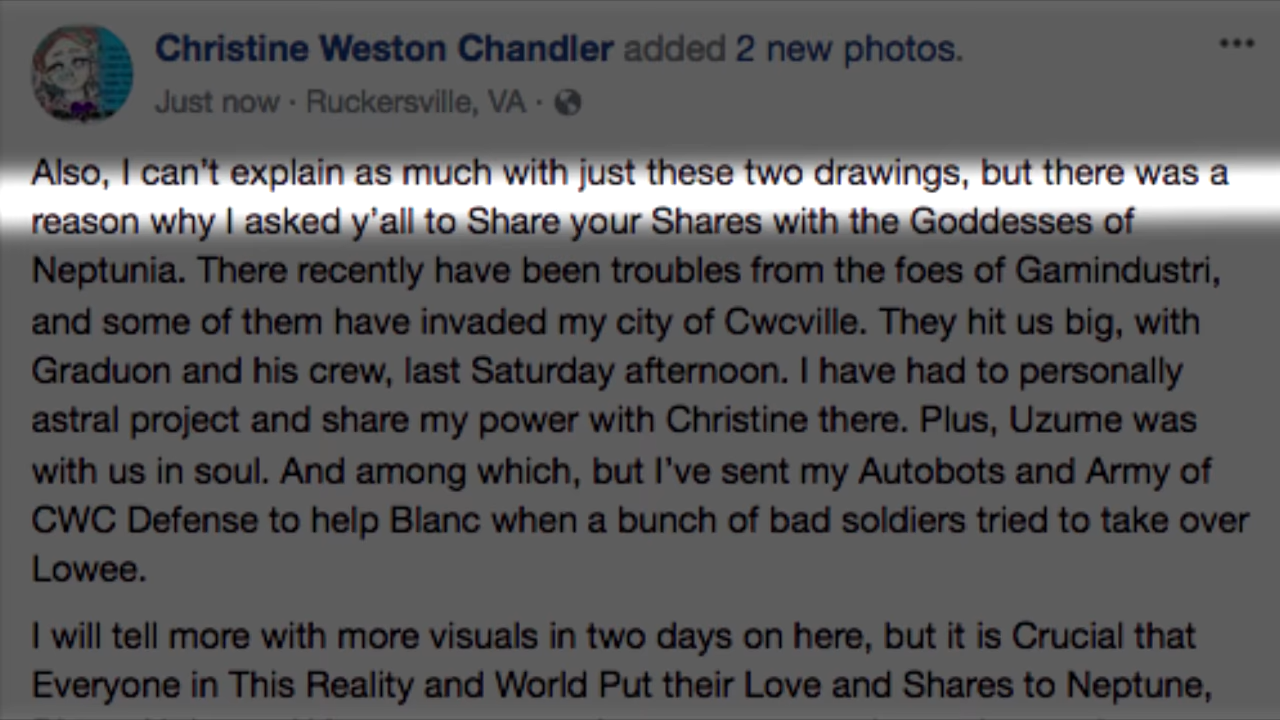 Christine Weston Chandler added 2 new photos.
Just now · Ruckersville, VA ·
Also, I can't explain as much with just these two drawings, but there was a
reason why I asked y'all to Share your Shares with the Goddesses of
Neptunia. There recently have been troubles from the foes of Gamindustri,
and some of them have invaded my city of Cwcville. They hit us big, with
Graduon and his crew, last Saturday afternoon. I have had to personally
astral project and share my power with Christine there. Plus, Uzume was
with us in soul. And among which, but I've sent my Autobots and Army of
CWC Defense to help Blanc when a bunch of bad soldiers tried to take over
Lowee.
I will tell more with more visuals in two days on here, but it is Crucial that
Everyone in This Reality and World Put their Love and Shares to Neptune,